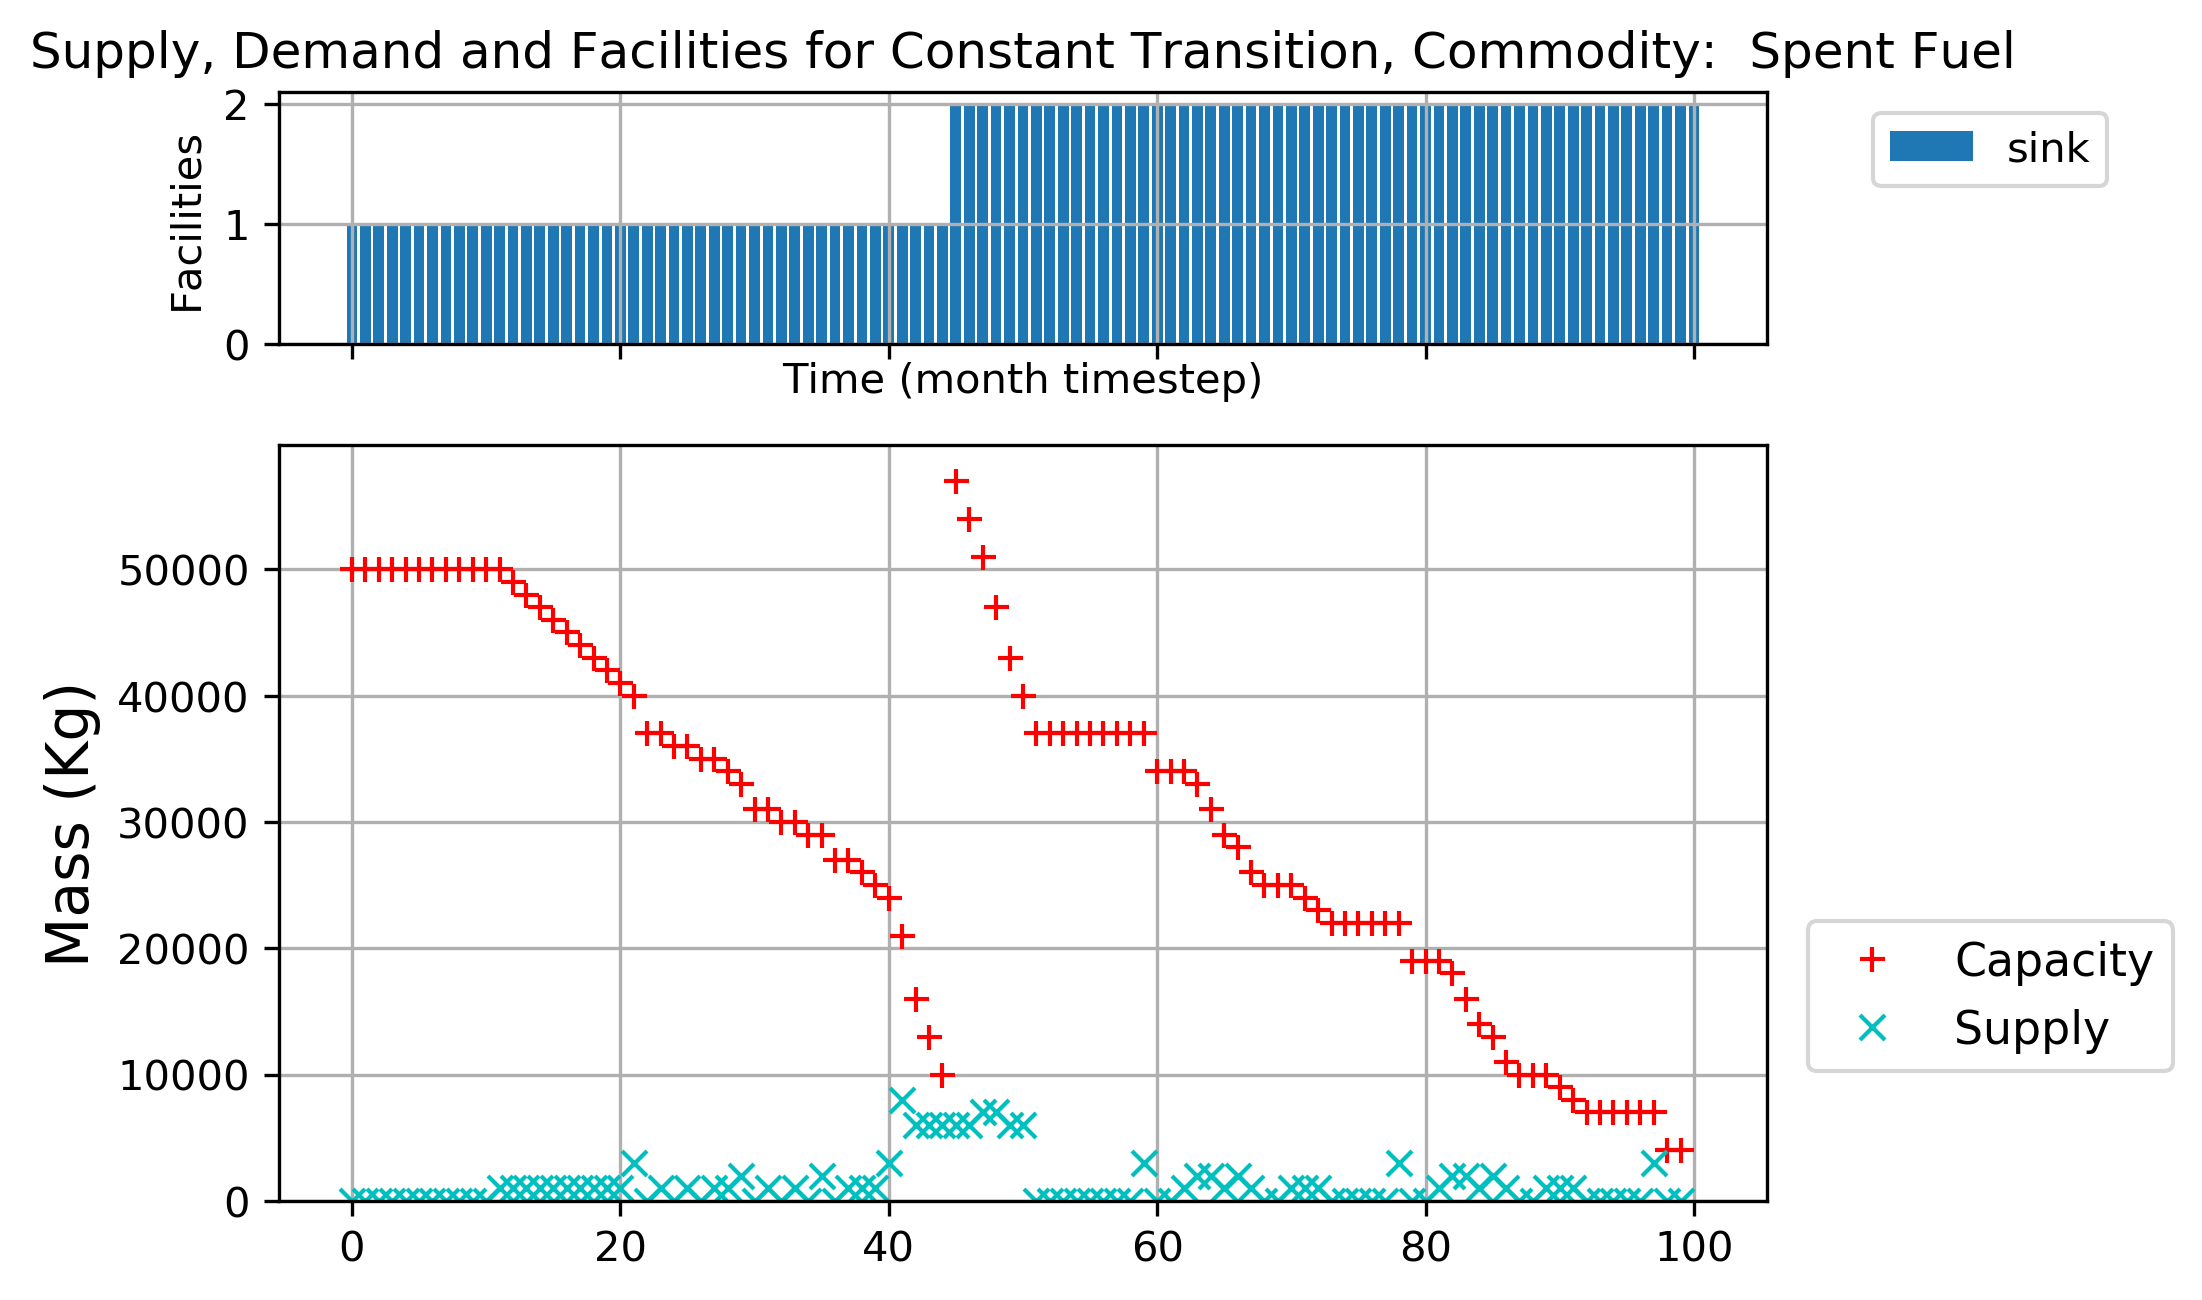 Supply, Demand and Facilities for Constant Transition, Commodity:  Spent Fuel
Facilities
2
1
0
sink
Time (month timestep)
Mass (Kg)
50000
40000
30000
20000
10000
0
0 20 40 60 80 100
Capacity
Supply